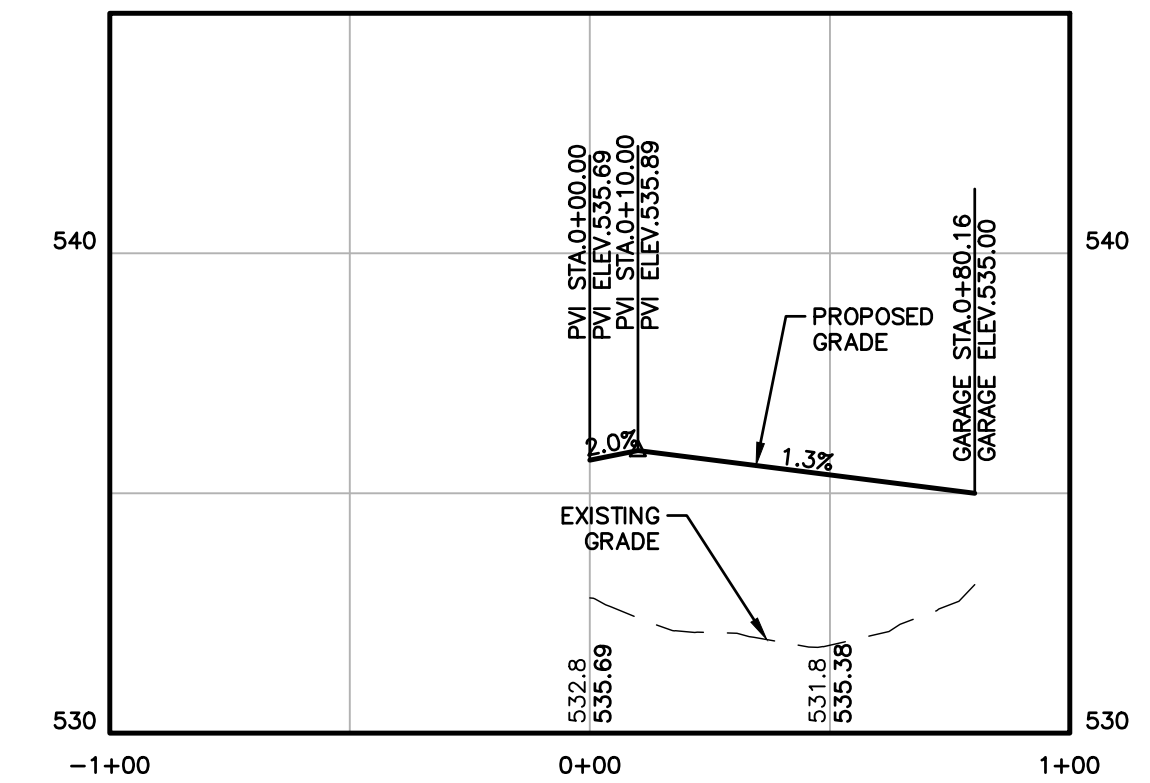 PVI STA.0+00.00
PVI ELEV.535.69
PVI STA.0+10.00
PVI ELEV.535.89
GARAGE STA.0+80.16
GARAGE ELEV.535.00
540
540
PROPOSED
GRADE
2.0%
1.3%
EXISTING
GRADE
532.8
535.69
531.8
535.38
530
530
-1+00
0+00
1+00